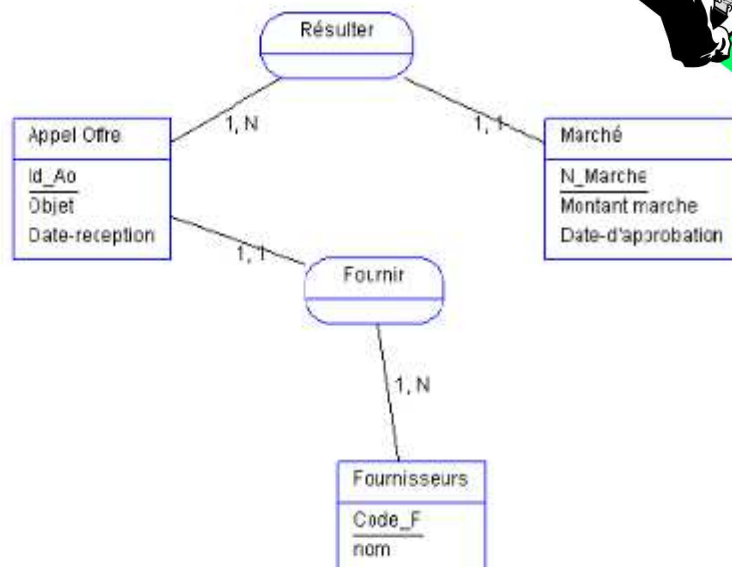 Résulter
1, N
1, 1
Appel Offre
Id_Ao
Objet
Date-reception
Marché
N_Marche
Montant marche
Date-d'approbation
1, 1
Fournir
1, N
Fournisseurs
Code_F
nom